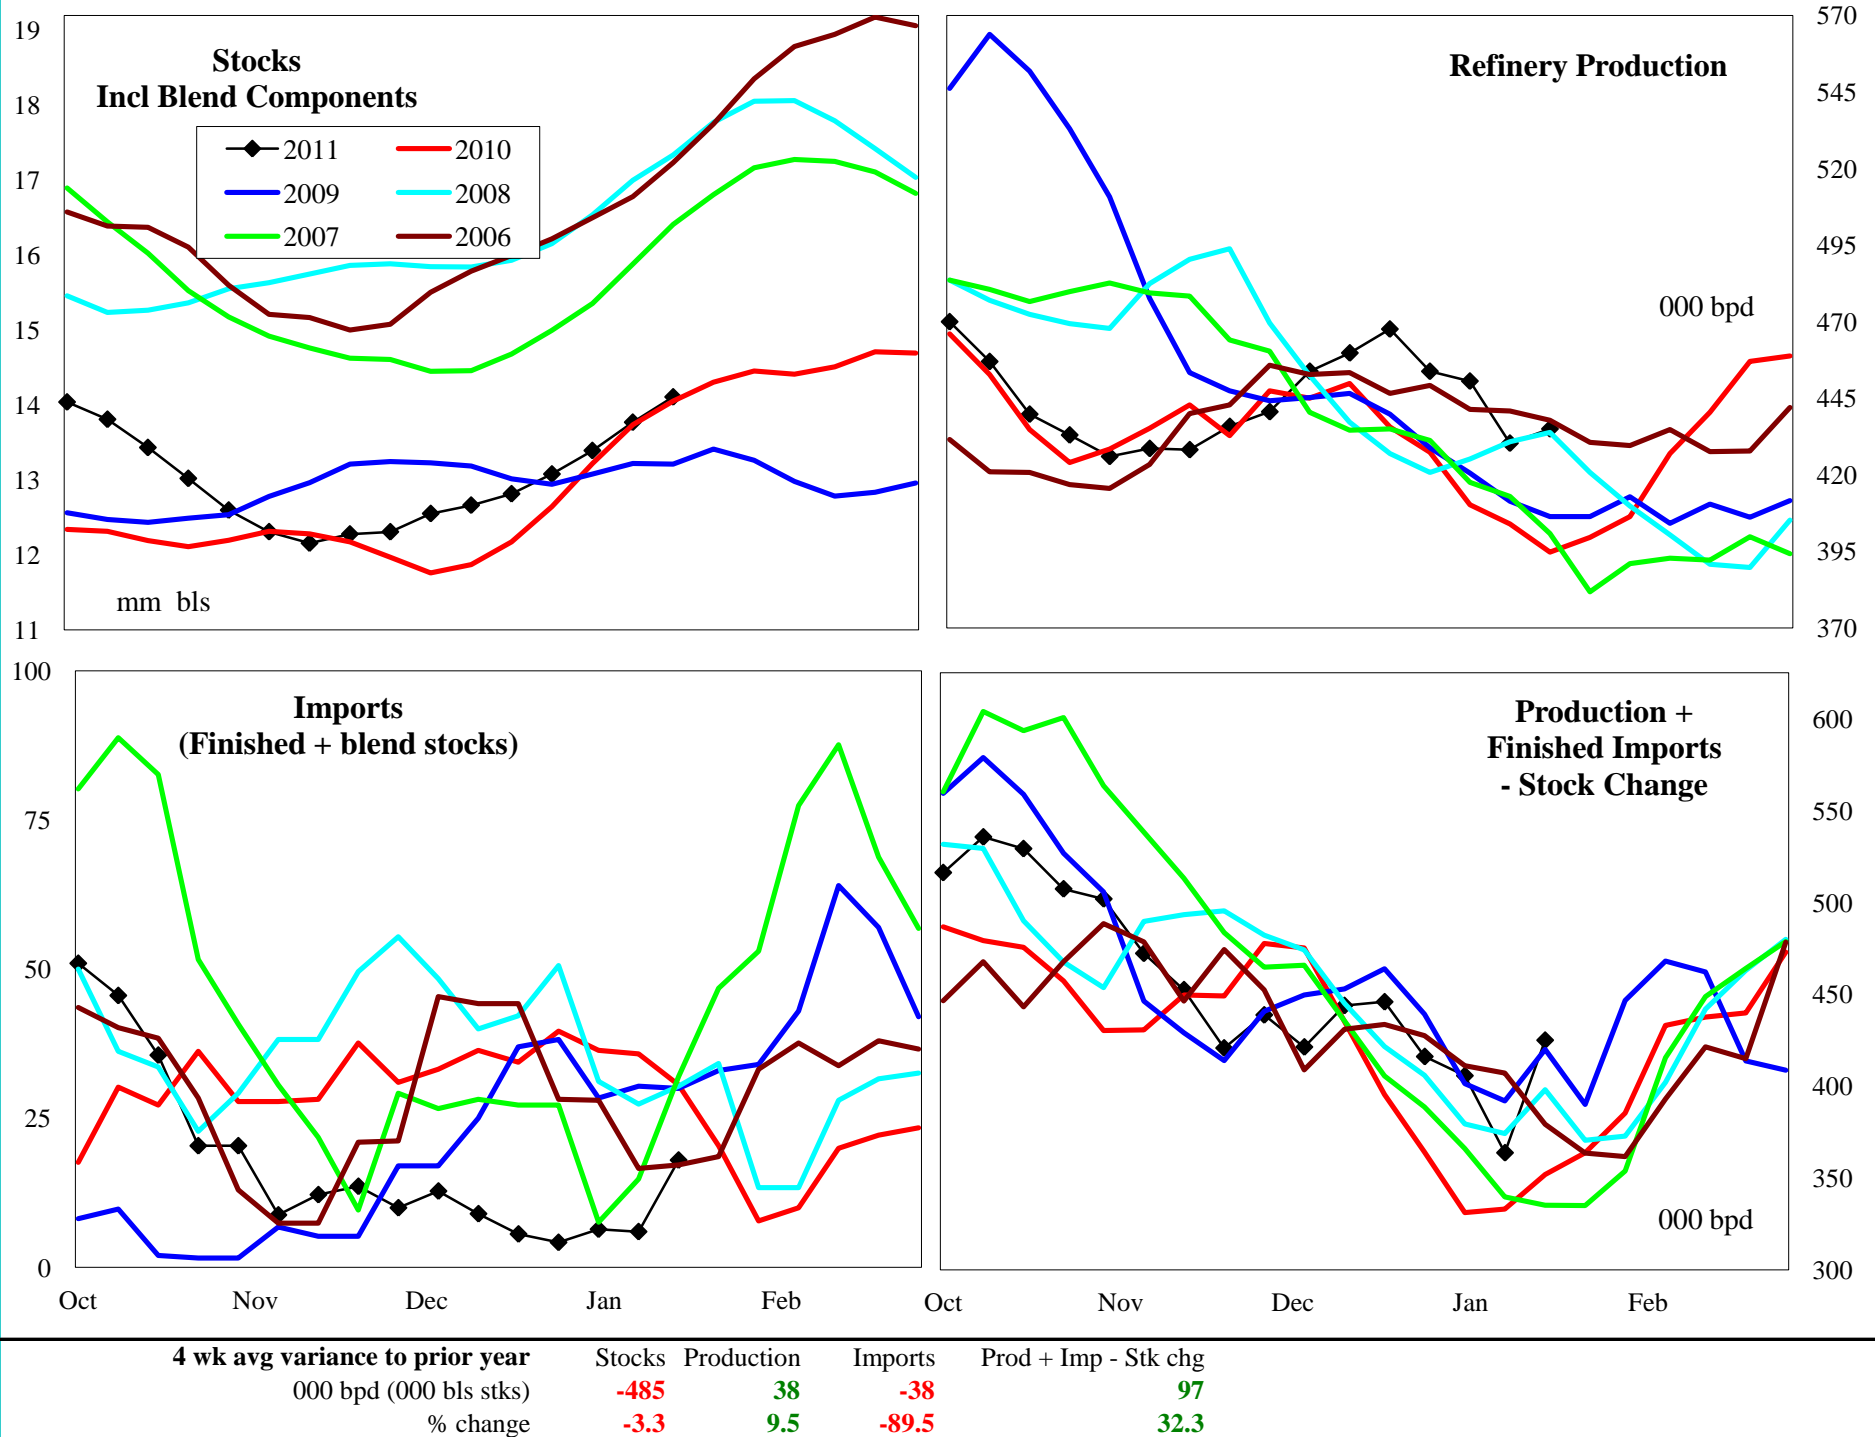 19
18
17
16
15
14
13
12
11
Stocks
Incl Blend Components
2011 2010
2009 2008
2007 2006
mm bls
Refinery Production
000 bpd
570
545
520
495
470
445
420
395
370
100
75
50
25
0
Imports
(Finished + blend stocks)
Oct Nov Dec Jan Feb
Production +
Finished Imports
- Stock Change
000 bpd
600
550
500
450
400
350
300
Oct Nov Dec Jan Feb
4 wk avg variance to prior year Stocks Production Imports Prod + Imp - Stk chg
000 bpd (000 bls stks) -485 38 -38 97
% change -3.3 9.5 -89.5 32.3